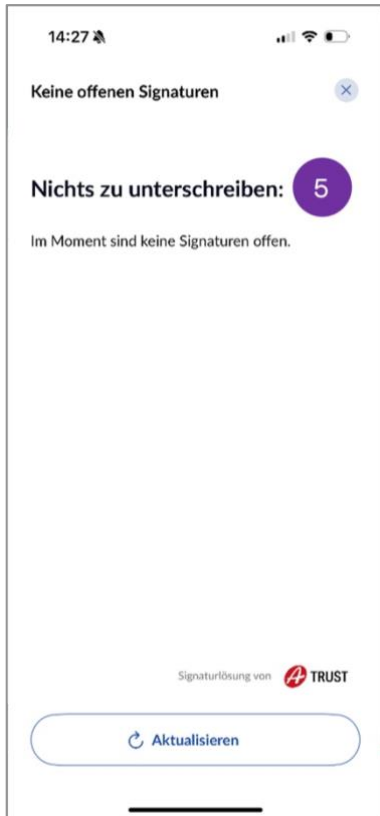 14:27
Keine offenen Signaturen
Nichts zu unterschreiben: 5
Im Moment sind keine Signaturen offen.
Signaturlösung von A TRUST
Aktualisieren